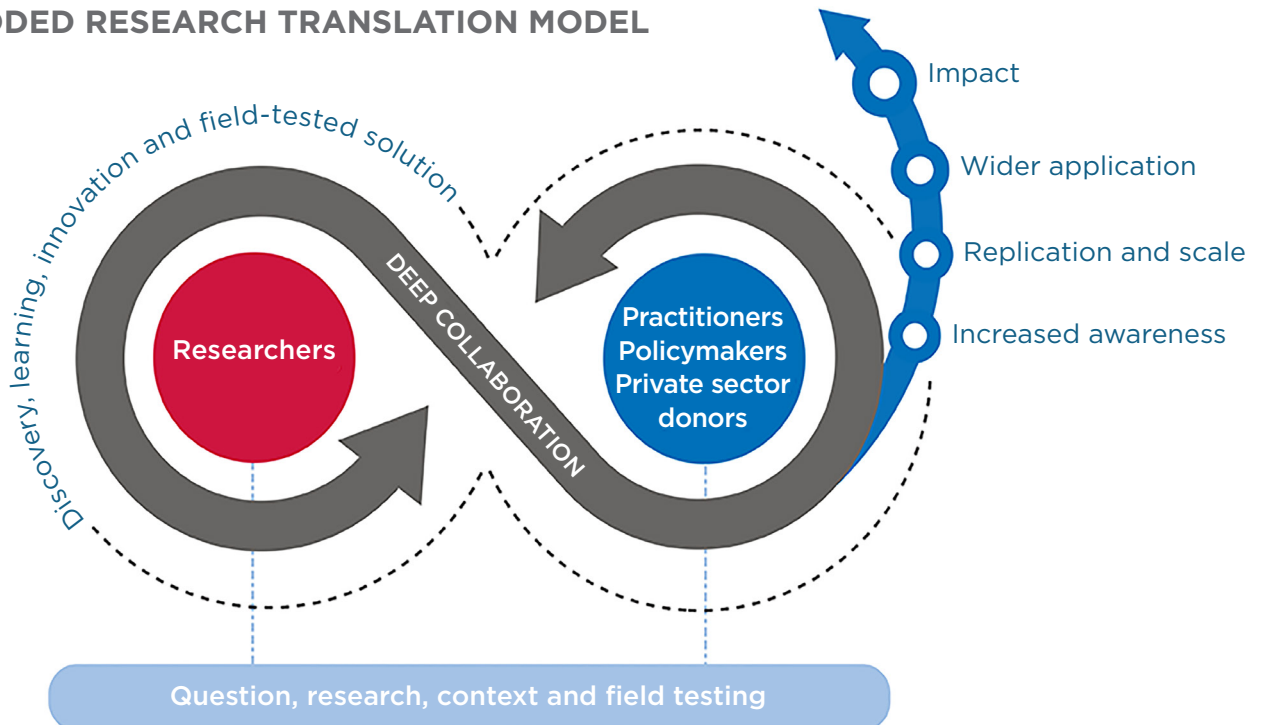 DDED RESEARCH TRANSLATION MODEL
Impact
Wider application
Replication and scale
Increased awareness
Discovery, learning, innovation and field-tested solution
Researchers
DEEP COLLABORATION
Practitioners
Policymakers
Private sector
donors
Question, research, context and field testing